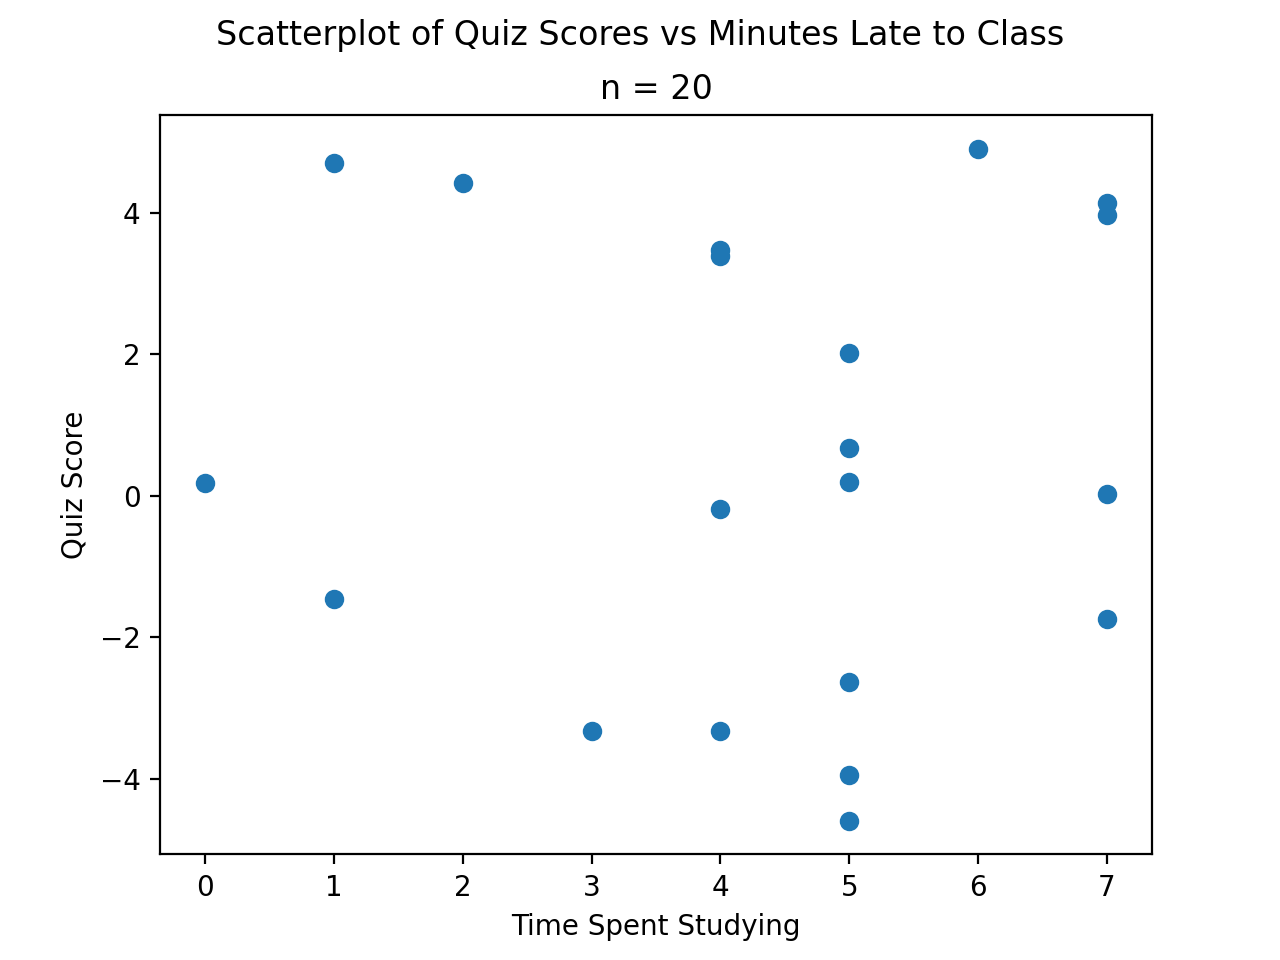 Scatterplot of Quiz Scores vs Minutes Late to Class
n = 20
4
2
0
−2
−4
Quiz Score
0 1 2 3 4 5 6 7
Time Spent Studying